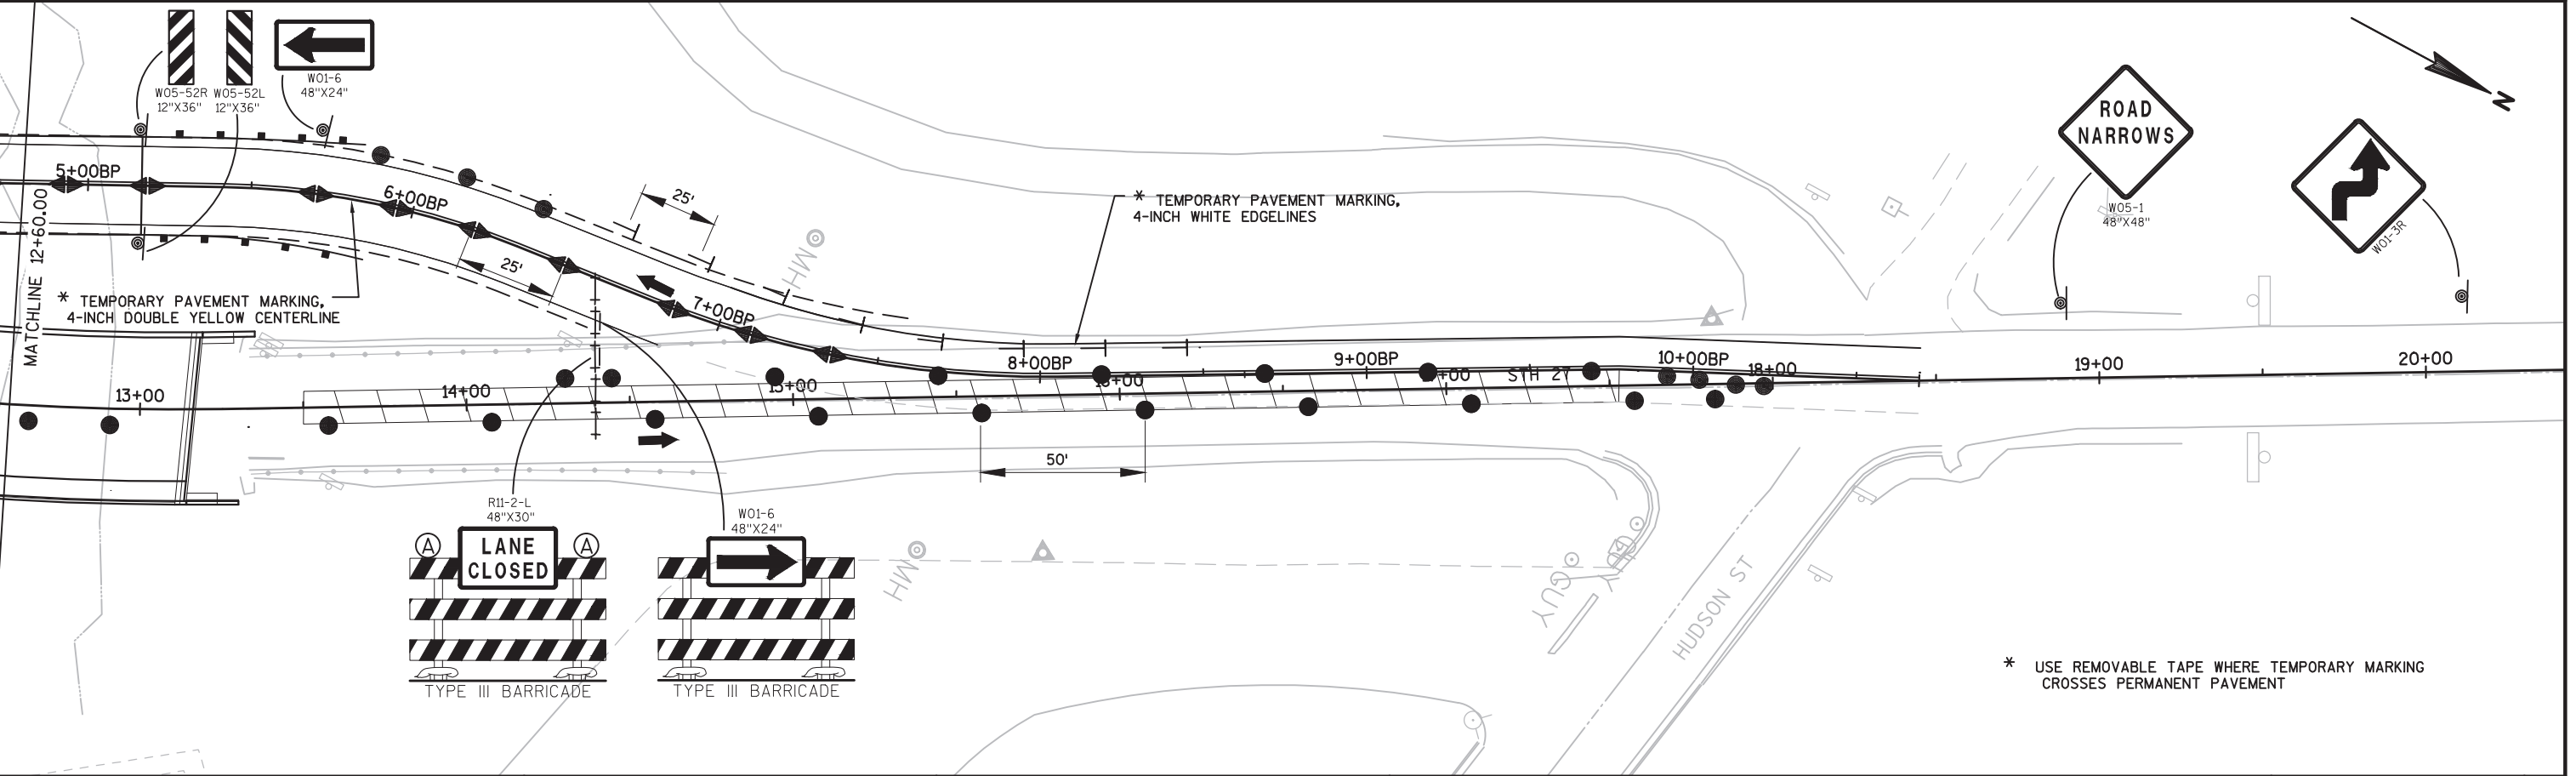 W05-52R
12"X36"
W05-52L
12"X36"
W01-6
48"X24"
ROAD
NARROWS
W05-1
48"X48"
W01-3R
N
MATCHLINE 12+60.00
5+00BP
6+00BP
7+00BP
8+00BP
9+00BP
10+00BP
25'
25'
MH
* TEMPORARY PAVEMENT MARKING,
4-INCH WHITE EDGELINES
* TEMPORARY PAVEMENT MARKING,
4-INCH DOUBLE YELLOW CENTERLINE
13+00
14+00
15+00
STH 27
18+00
19+00
20+00
50'
R11-2-L
48"X30"
A
LANE
CLOSED
A
TYPE III BARRICADE
W01-6
48"X24"
TYPE III BARRICADE
MH
GUY
HUDSON ST
* USE REMOVABLE TAPE WHERE TEMPORARY MARKING
CROSSES PERMANENT PAVEMENT